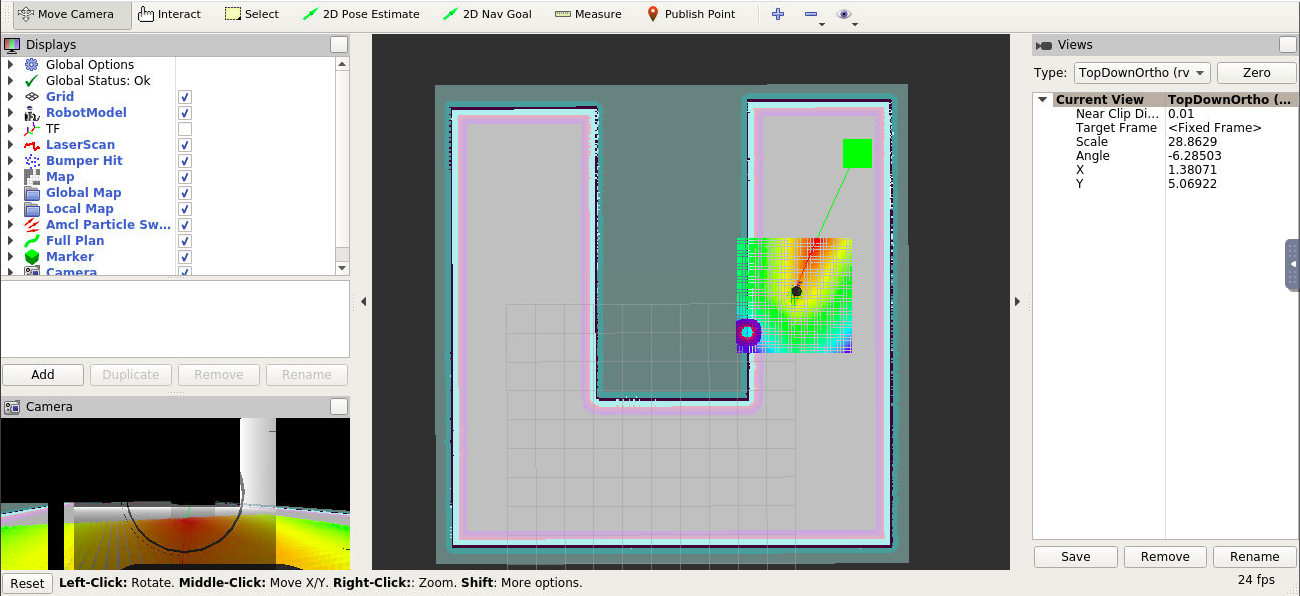 Move Camera Interact Select 2D Pose Estimate 2D Nav Goal Measure Publish Point
Displays
Global Options
Global Status: Ok
Grid
RobotModel
TF
LaserScan
Bumper Hit
Map
Global Map
Local Map
Amcl Particle Sw...
Full Plan
Marker
Camera
Add Duplicate Remove Rename
Camera
Views
Type: TopDownOrtho (rv Zero
Current View TopDownOrtho (...
Near Clip Di... 0.01
Target Frame <Fixed Frame>
Scale 28.8629
Angle -6.28503
X 1.38071
Y 5.06922
Save Remove Rename
Reset Left-Click: Rotate. Middle-Click: Move X/Y. Right-Click:: Zoom. Shift: More options. 24 fps